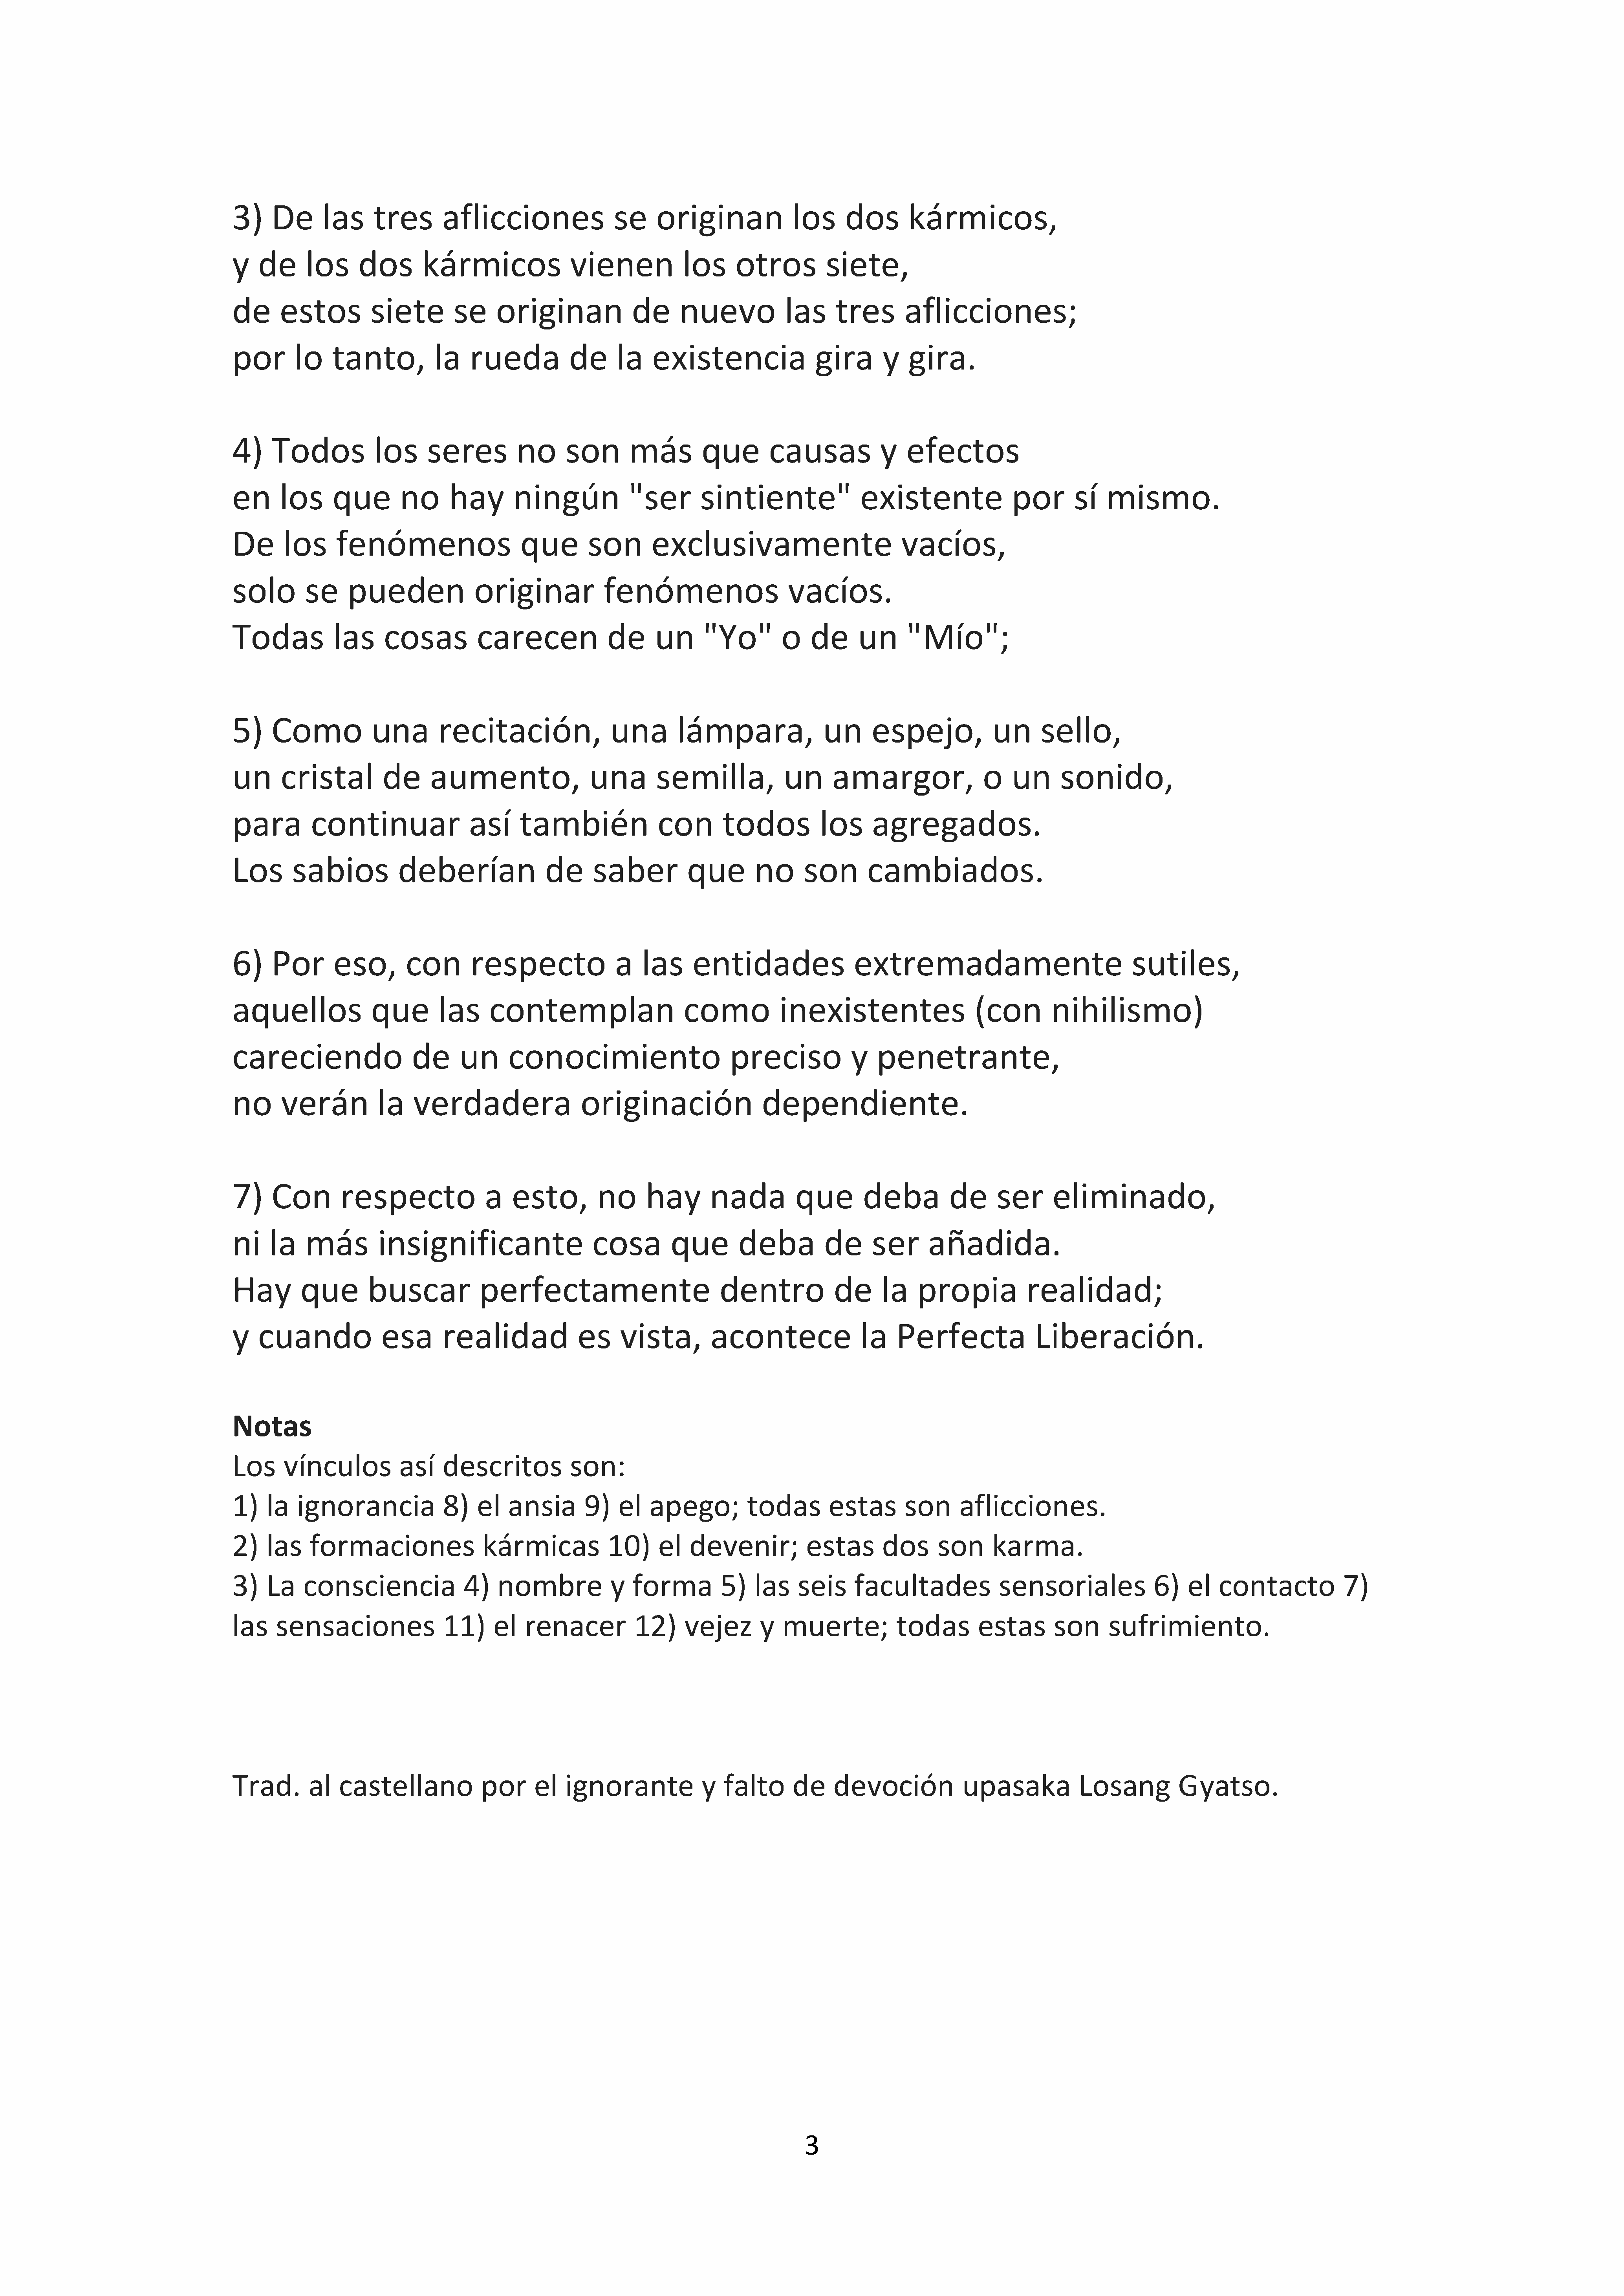 3) De las tres aflicciones se originan los dos kármicos,
y de los dos kármicos vienen los otros siete,
de estos siete se originan de nuevo las tres aflicciones;
por lo tanto, la rueda de la existencia gira y gira.
4) Todos los seres no son más que causas y efectos
en los que no hay ningún "ser sintiente" existente por sí mismo.
De los fenómenos que son exclusivamente vacíos,
solo se pueden originar fenómenos vacíos.
Todas las cosas carecen de un "Yo" o de un "Mío";
5) Como una recitación, una lámpara, un espejo, un sello,
un cristal de aumento, una semilla, un amargor, o un sonido,
para continuar así también con todos los agregados.
Los sabios deberían de saber que no son cambiados.
6) Por eso, con respecto a las entidades extremadamente sutiles,
aquellos que las contemplan como inexistentes (con nihilismo)
careciendo de un conocimiento preciso y penetrante,
no verán la verdadera originación dependiente.
7) Con respecto a esto, no hay nada que deba de ser eliminado,
ni la más insignificante cosa que deba de ser añadida.
Hay que buscar perfectamente dentro de la propia realidad;
y cuando esa realidad es vista, acontece la Perfecta Liberación.
Notas
Los vínculos así descritos son:
1) la ignorancia 8) el ansia 9) el apego; todas estas son aflicciones.
2) las formaciones kármicas 10) el devenir; estas dos son karma.
3) La consciencia 4) nombre y forma 5) las seis facultades sensoriales 6) el contacto 7)
las sensaciones 11) el renacer 12) vejez y muerte; todas estas son sufrimiento.
Trad. al castellano por el ignorante y falto de devoción upasaka Losang Gyatso.
3